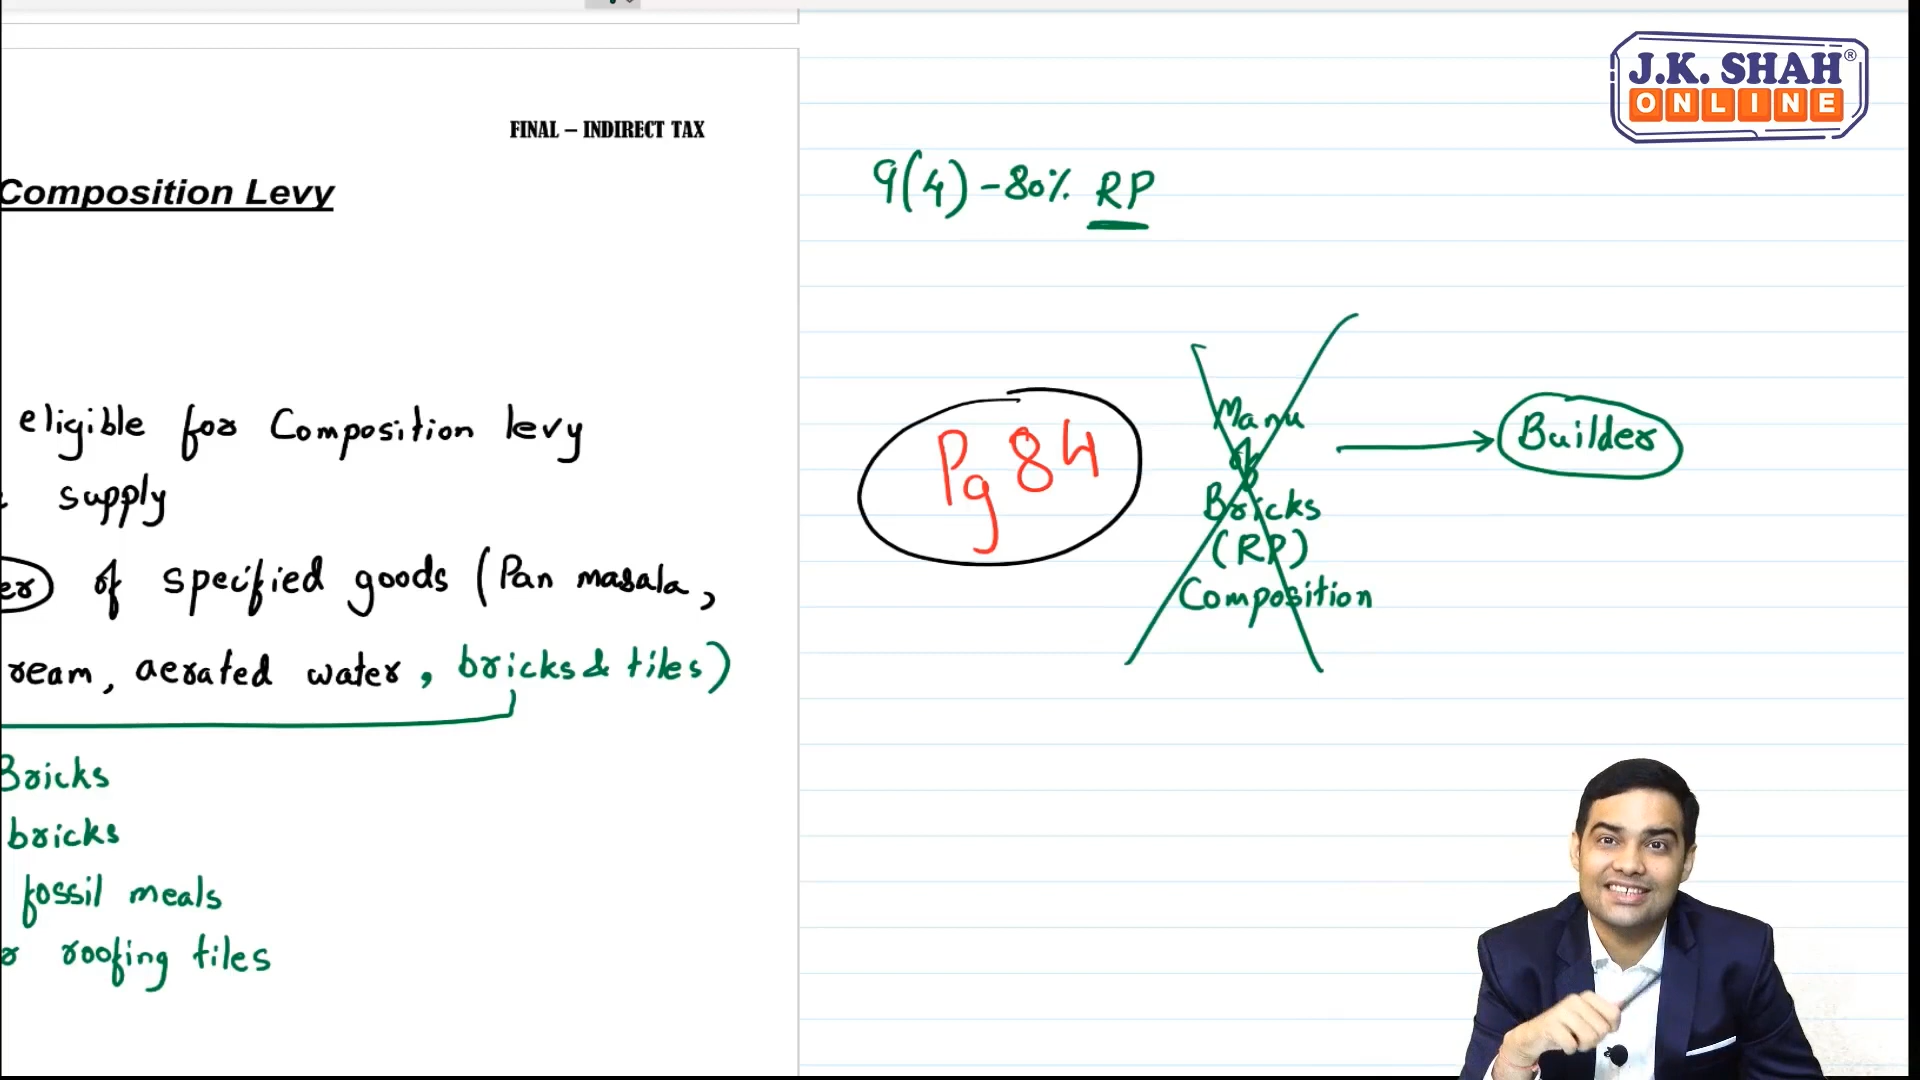 J.K. SHAH®
ONLINE
FINAL – INDIRECT TAX
Composition Levy
eligible for Composition levy
supply
of specified goods (Pan masala,
ream, aerated water, bricks & tiles)
Bricks
bricks
fossil meals
roofing tiles
9(4) - 80% RP
Pg 84
Manu
of
Bricks
(RP)
Composition
Builder